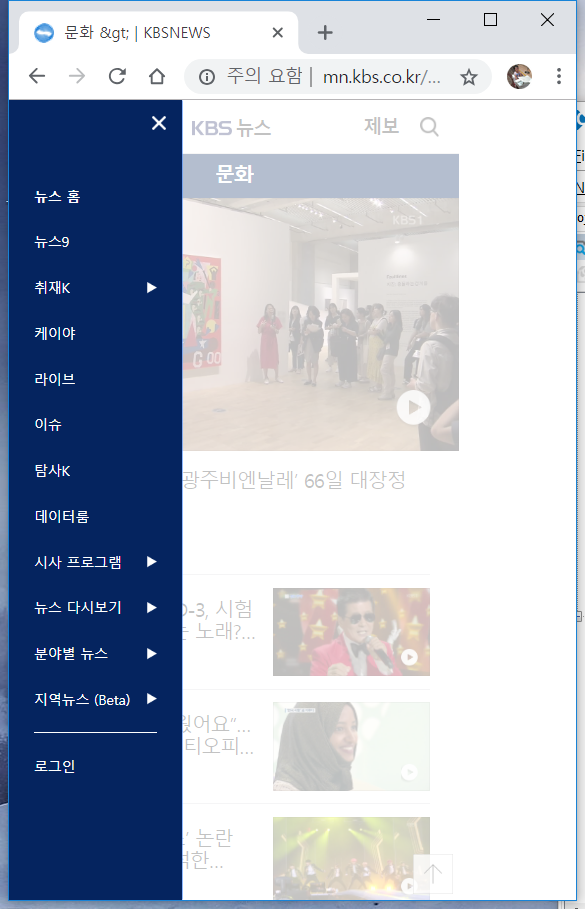 문화 &gt; | KBSNEWS
주의 요함 | mn.kbs.co.kr/...
KBS 뉴스
제보
문화
KBS1
뉴스 홈
뉴스9
취재K
케이야
라이브
이슈
탐사K
데이터룸
시사 프로그램
뉴스 다시보기
분야별 뉴스
지역뉴스 (Beta)
로그인
광주비엔날레’ 66일 대장정
D-3, 시험
는 노래?...
웠어요”...
티오피...
’ 논란
한...